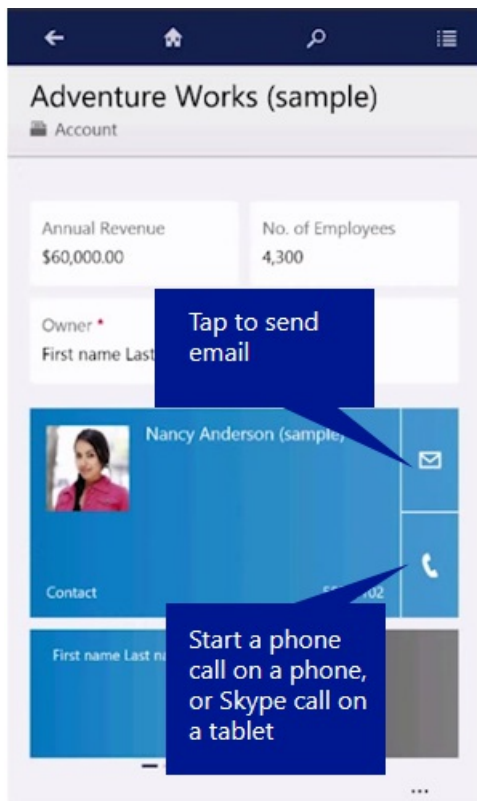 Adventure Works (sample)
Account
Annual Revenue
No. of Employees
$60,000.00
4,300
Owner *
First name Last
Tap to send
email
Nancy Anderson (sample)
Contact
Start a phone
call on a phone,
or Skype call on
a tablet
First name Last
...